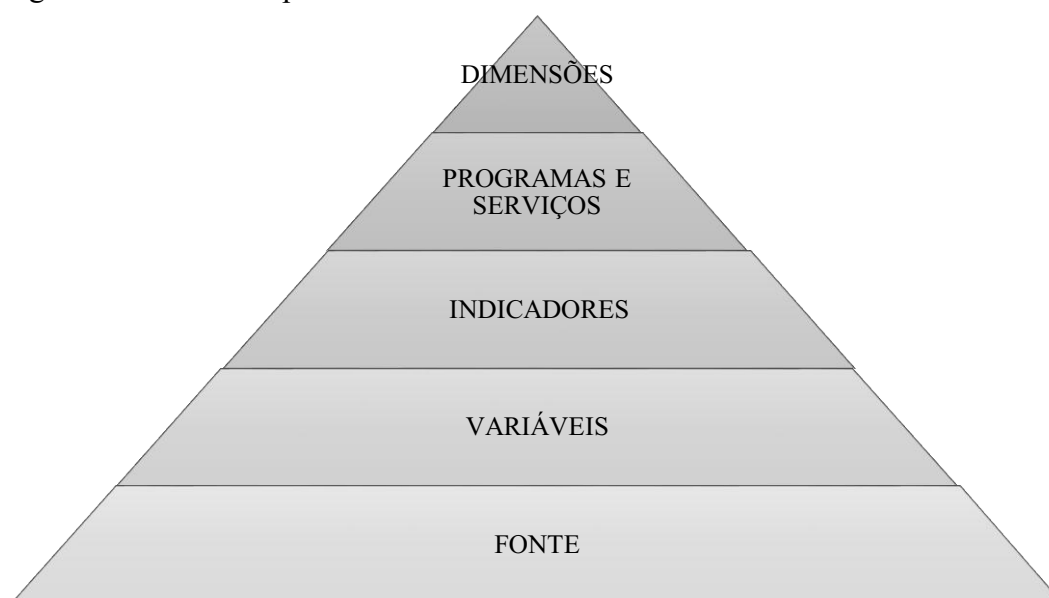 DIMENSÕES
PROGRAMAS E
SERVIÇOS
INDICADORES
VARIÁVEIS
FONTE